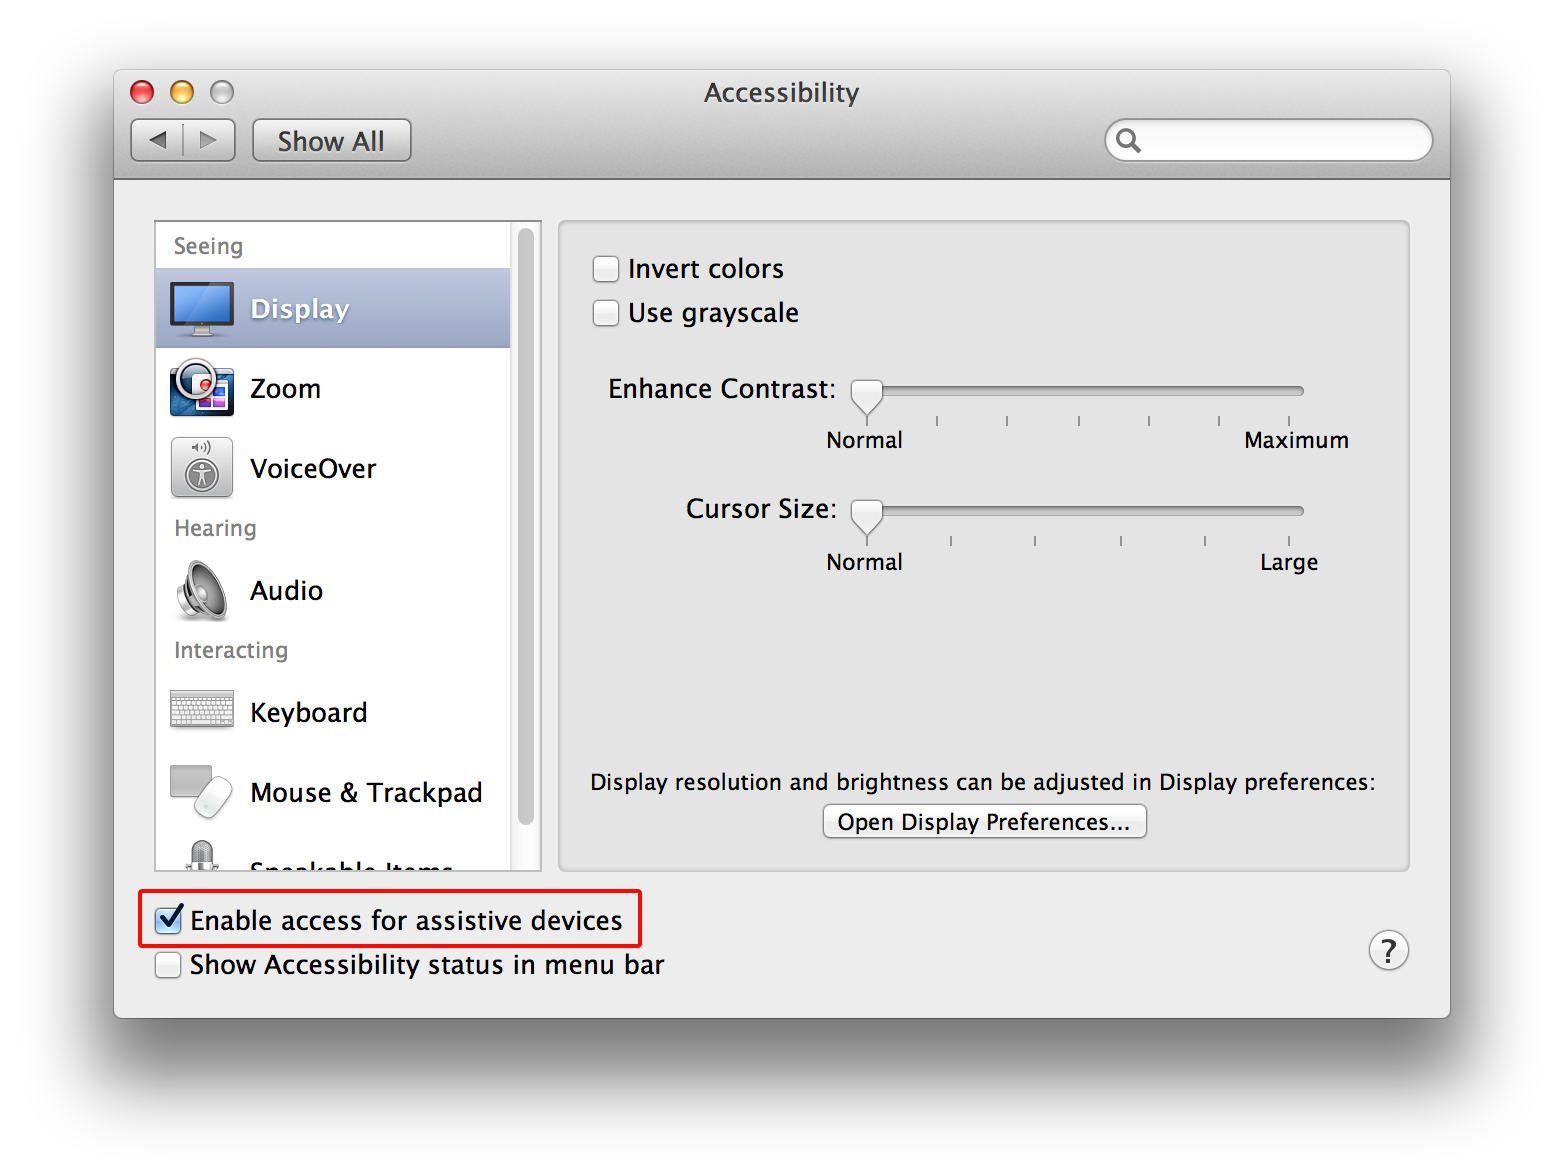 Accessibility
Show All
Seeing
Display
Zoom
VoiceOver
Hearing
Audio
Interacting
Keyboard
Mouse & Trackpad
Speakable Items
Invert colors
Use grayscale
Enhance Contrast:
Normal Maximum
Cursor Size:
Normal Large
Display resolution and brightness can be adjusted in Display preferences:
Open Display Preferences...
Enable access for assistive devices
Show Accessibility status in menu bar
?